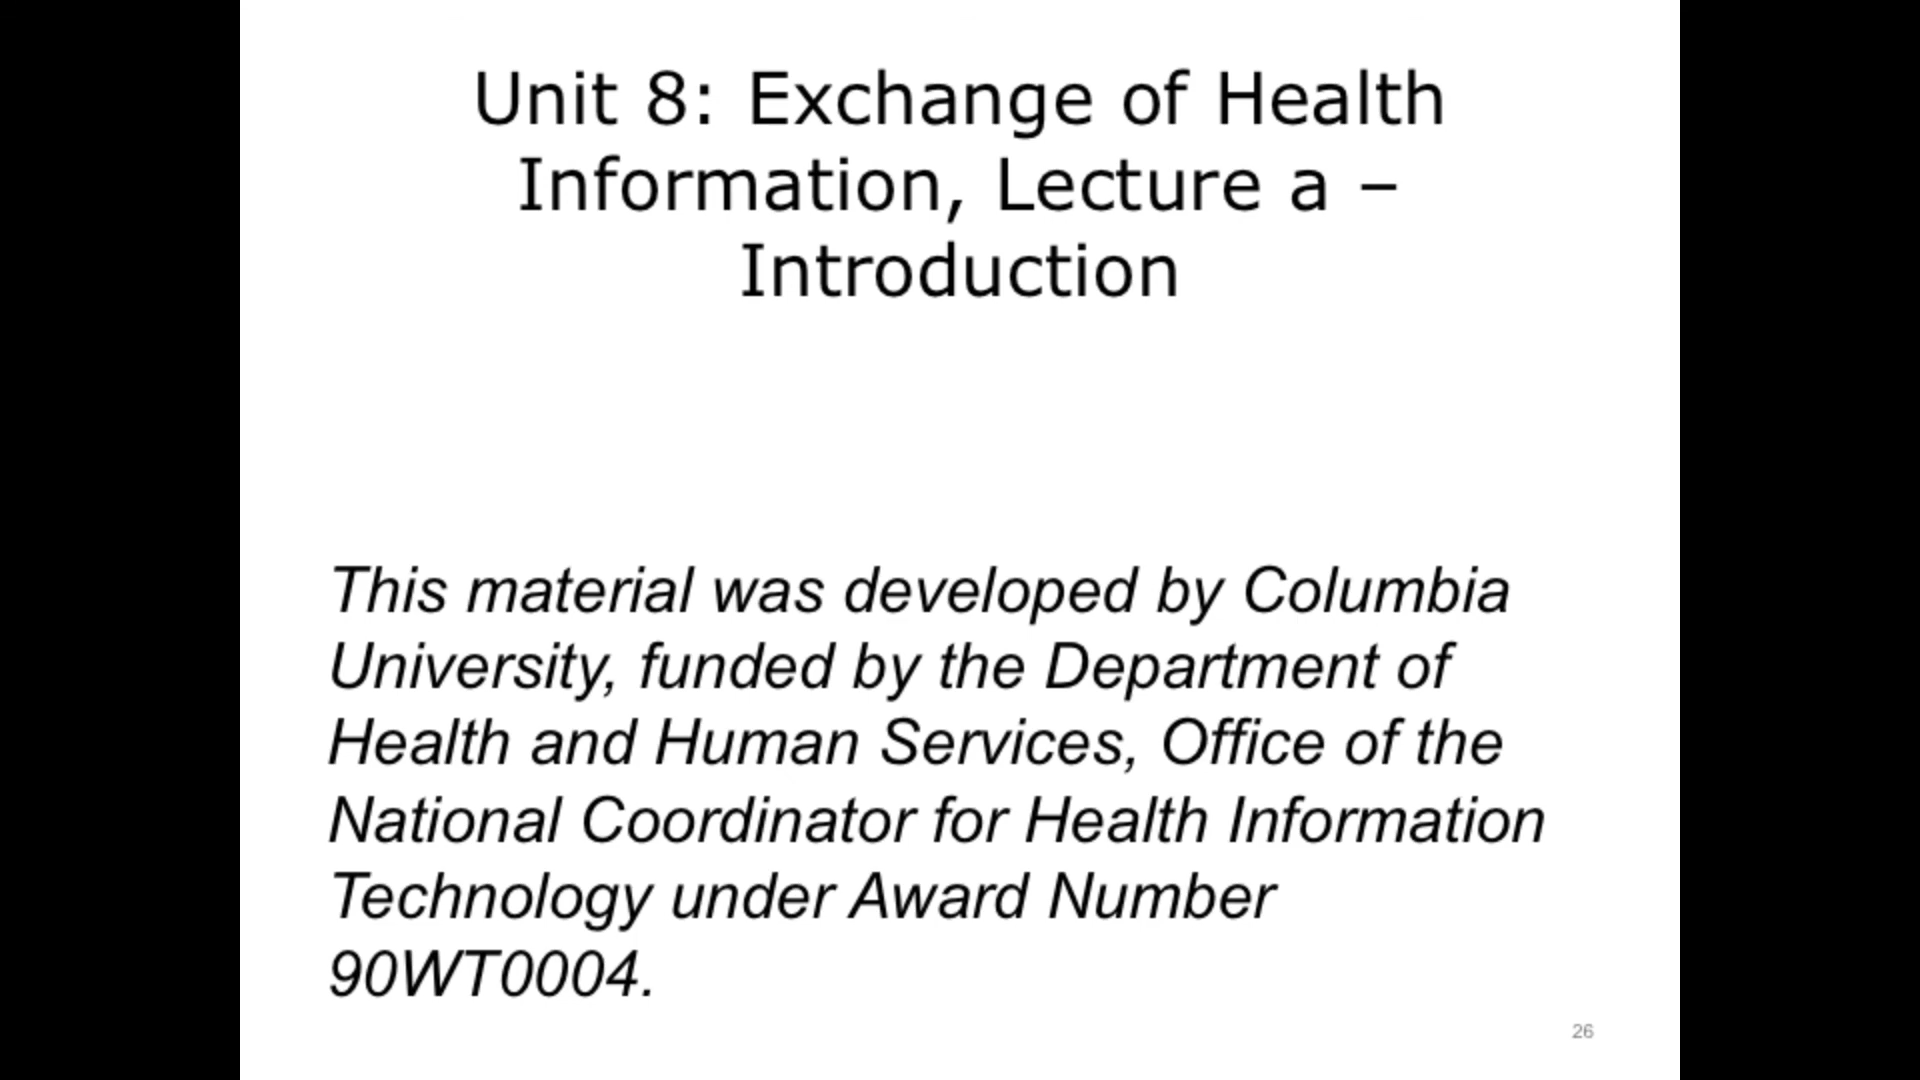 Unit 8: Exchange of Health
Information, Lecture a –
Introduction
This material was developed by Columbia
University, funded by the Department of
Health and Human Services, Office of the
National Coordinator for Health Information
Technology under Award Number
90WT0004.
26